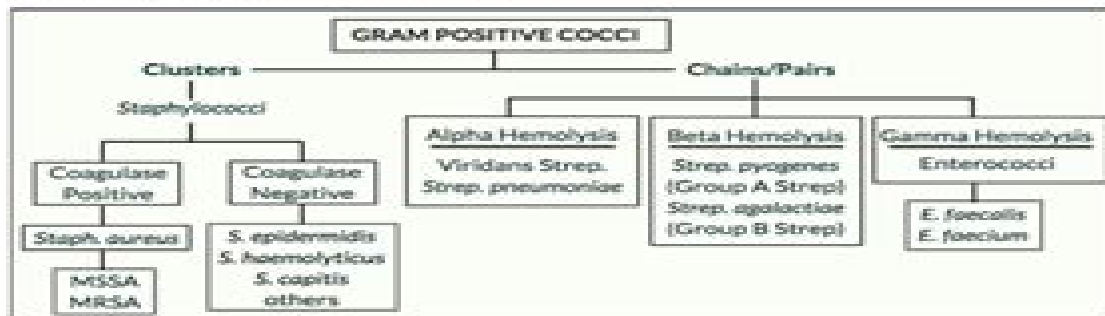 GRAM POSITIVE COCCI
Clusters
Chains/Pairs
Staphylococci
Coagulase
Positive
Coagulase
Negative
Staph. aureus
MSSA
MRSA
S. epidermidis
S. haemolyticus
S. capitis
others
Alpha Hemolysis
Viridans Strep.
Strep. pneumoniae
Beta Hemolysis
Strep. pyogenes
(Group A Strep)
Strep. agalactiae
(Group B Strep)
Gamma Hemolysis
Enterococci
E. faecalis
E. faecium